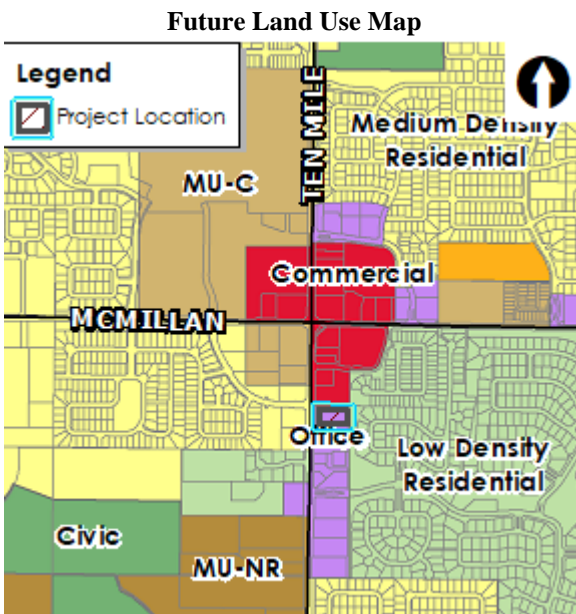 Future Land Use Map
Legend
Project Location
TEN MILE
Medium Density
Residential
MU-C
Commercial
MCMILLAN
Office
Low Density
Residential
Civic
MU-NR